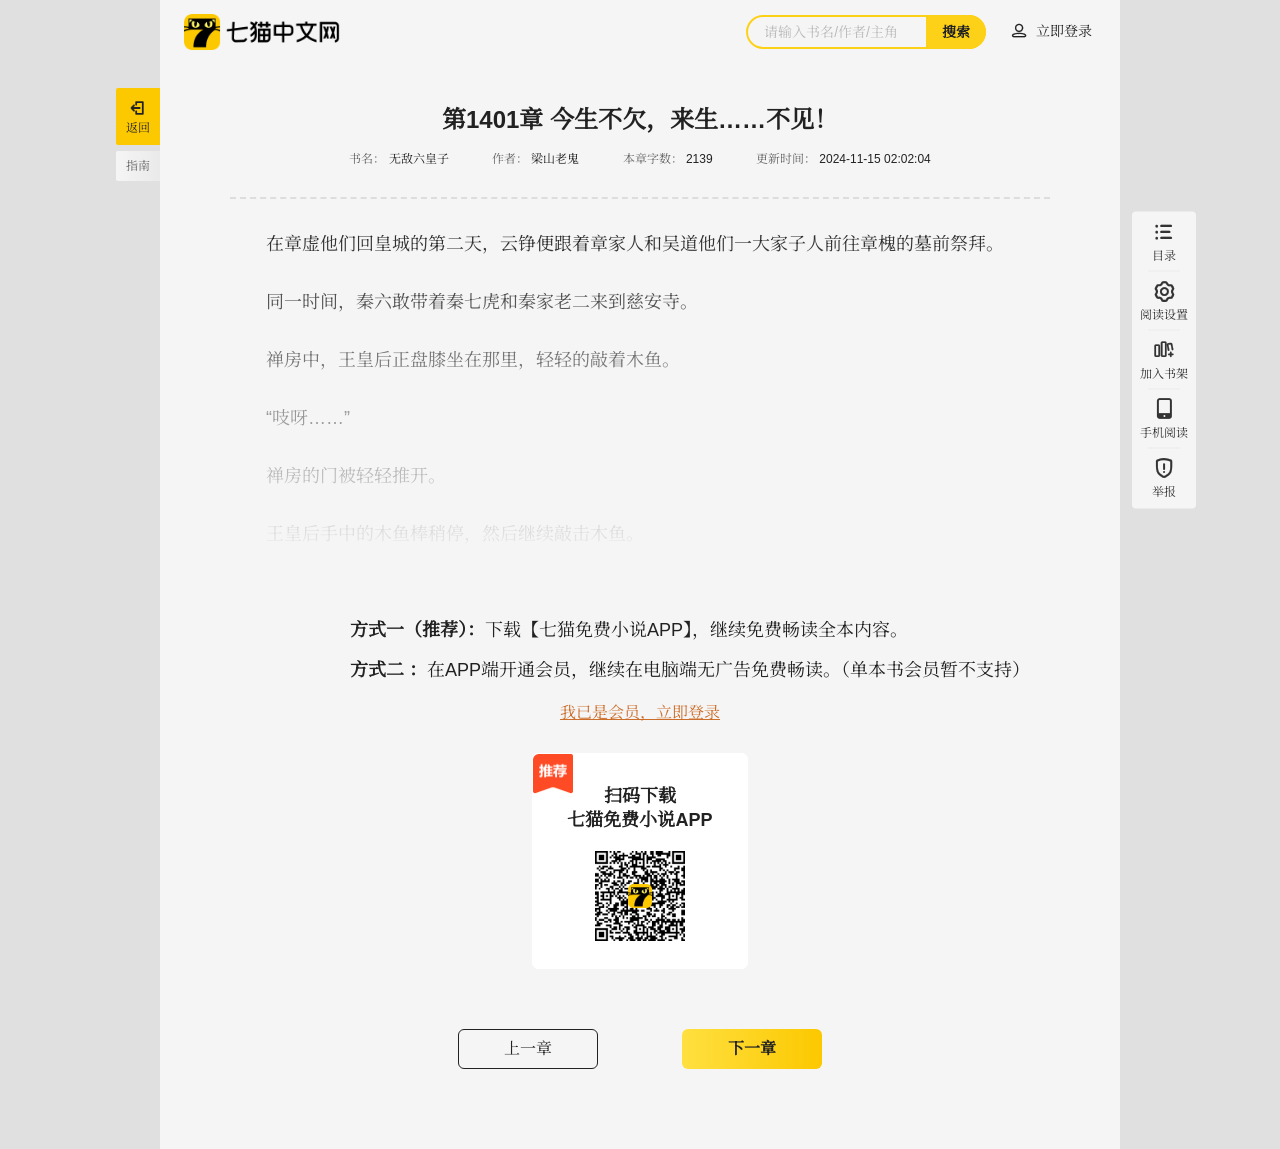 七猫中文网
请输入书名/作者/主角
搜索
立即登录
返回
指南
第1401章 今生不欠，来生……不见！
书名： 无敌六皇子 作者： 梁山老鬼 本章字数： 2139 更新时间： 2024-11-15 02:02:04
在章虚他们回皇城的第二天，云铮便跟着章家人和吴道他们一大家子人前往章槐的墓前祭拜。
同一时间，秦六敢带着秦七虎和秦家老二来到慈安寺。
禅房中，王皇后正盘膝坐在那里，轻轻的敲着木鱼。
“吱呀……”
禅房的门被轻轻推开。
王皇后手中的木鱼棒稍停，然后继续敲击木鱼。
目录
阅读设置
加入书架
手机阅读
举报
方式一（推荐）：下载【七猫免费小说APP】，继续免费畅读全本内容。
方式二 ：在APP端开通会员，继续在电脑端无广告免费畅读。（单本书会员暂不支持）
我已是会员，立即登录
推荐
扫码下载
七猫免费小说APP
上一章
下一章